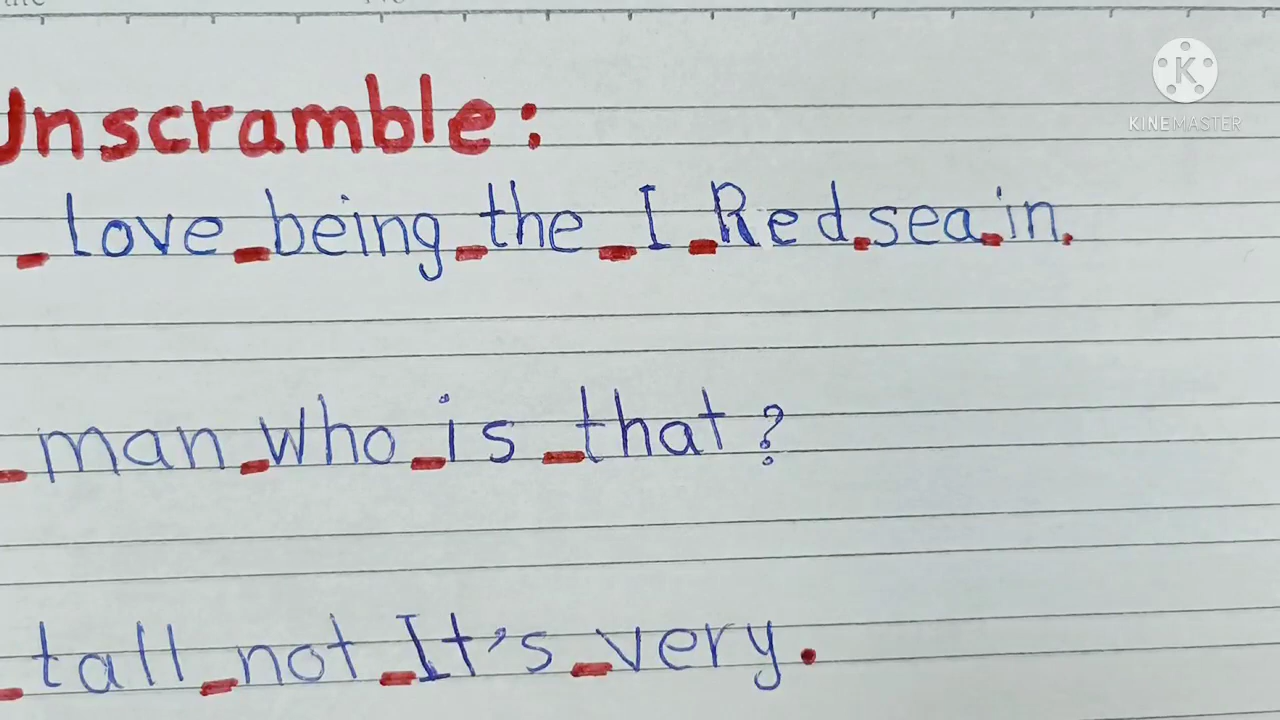 Unscramble:
K
KINEMASTER
- love - being - the - I - Red.sea.in.
- man - who - is - that ?
- tall - not - It's - very.